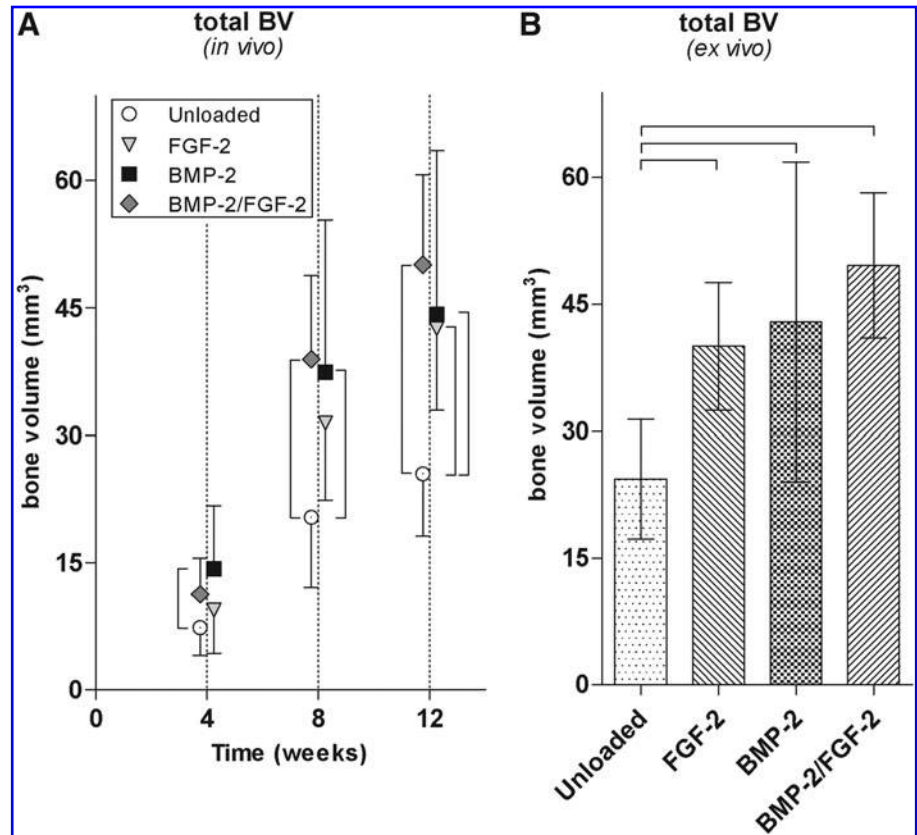 A
total BV
(in vivo)
Unloaded
FGF-2
BMP-2
BMP-2/FGF-2
bone volume (mm³)
60
45
30
15
0
0
4
8
12
Time (weeks)
B
total BV
(ex vivo)
bone volume (mm³)
60
45
30
15
0
Unloaded
FGF-2
BMP-2
BMP-2/FGF-2